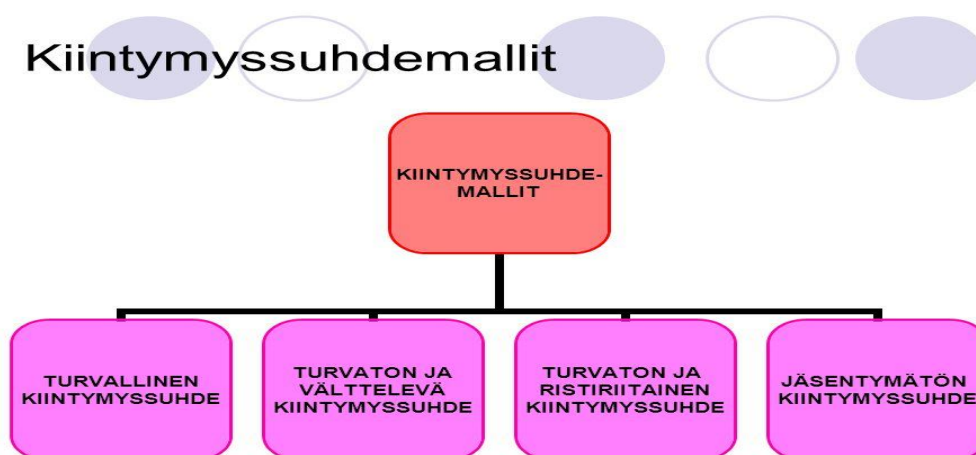 Kiintymyssuhdemallit
KIINTYMYSSUHDE-
MALLIT
TURVALLINEN
KIINTYMYSSUHDE
TURVATON JA
VÄLTTELEVÄ
KIINTYMYSSUHDE
TURVATON JA
RISTIRIITAINEN
KIINTYMYSSUHDE
JÄSENTYMÄTÖN
KIINTYMYSSUHDE